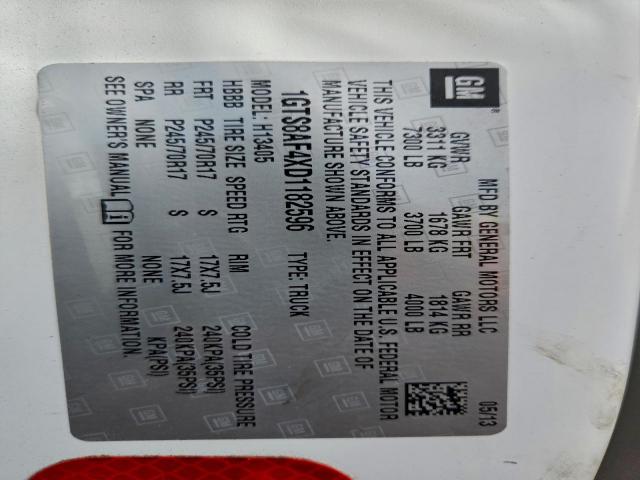 GM
MFD BY GENERAL MOTORS LLC 05/13
GVWR GAWR FRT GAWR RR
3311 KG 1678 KG 1814 KG
7300 LB 3700 LB 4000 LB
THIS VEHICLE CONFORMS TO ALL APPLICABLE U.S. FEDERAL MOTOR
VEHICLE SAFETY STANDARDS IN EFFECT ON THE DATE OF
MANUFACTURE SHOWN ABOVE.
1GTS8AF4XD1182596 TYPE: TRUCK
MODEL: H13405
HBBB TIRE SIZE SPEED RTG RIM COLD TIRE PRESSURE
FRT P245/70R17 S 17X7.5J 240KPA(35PSI)
RR P245/70R17 S 17X7.5J 240KPA(35PSI)
SPA NONE NONE KPA(PSI)
SEE OWNER'S MANUAL FOR MORE INFORMATION.